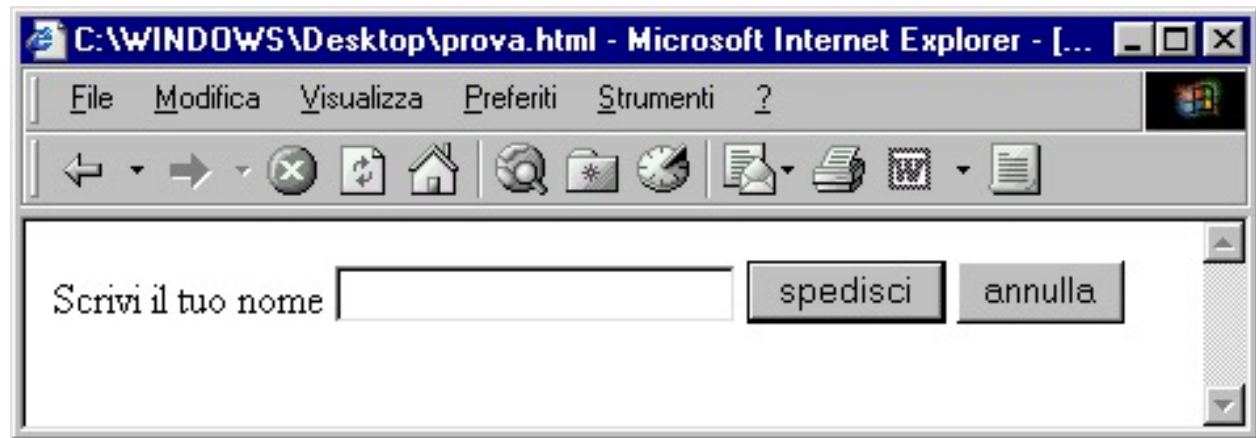 C:\WINDOWS\Desktop\prova.html - Microsoft Internet Explorer - [...
File Modifica Visualizza Preferiti Strumenti ?
W
Scrivi il tuo nome spedisci annulla